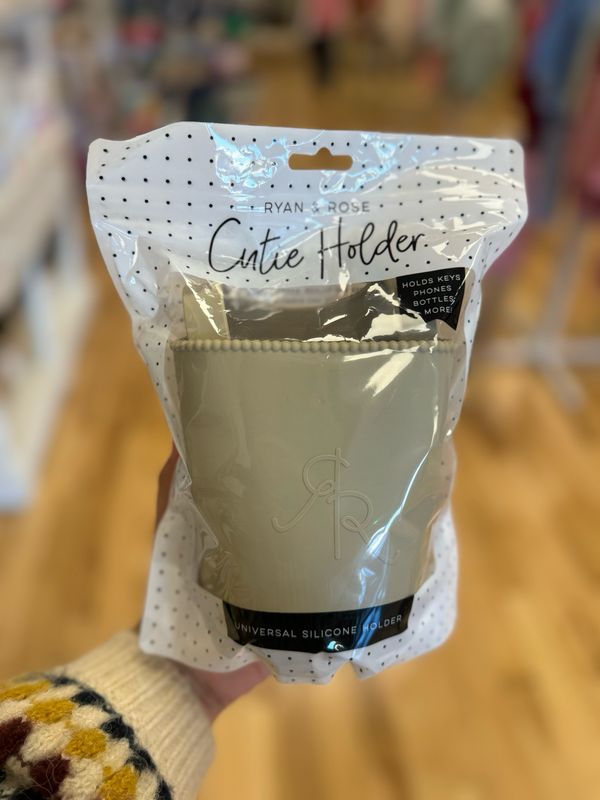 RYAN & ROSE
Cutie Holder
HOLDS KEYS
PHONES
BOTTLES
+ MORE!
R&R
UNIVERSAL SILICONE HOLDER